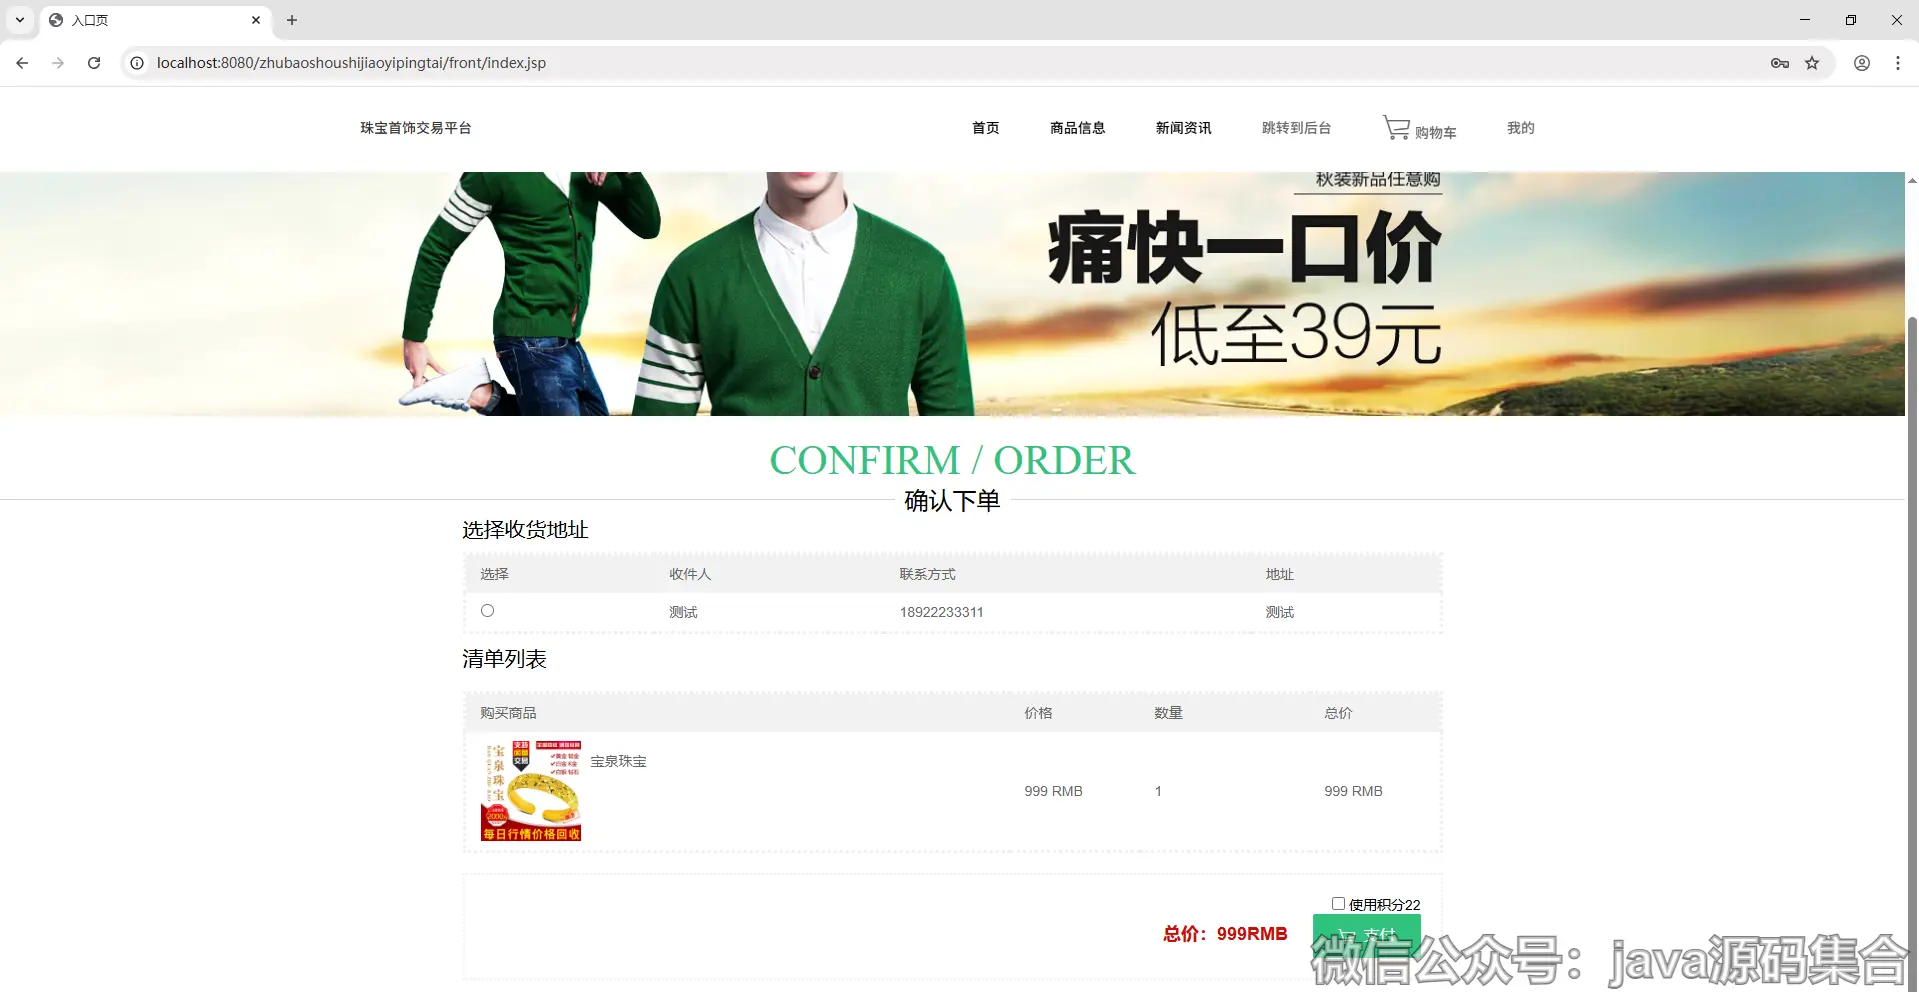 入口页
localhost:8080/zhubaoshoushijiaoyipingtai/front/index.jsp
珠宝首饰交易平台 首页 商品信息 新闻资讯 跳转到后台 购物车 我的
秋装新品任意购
痛快一口价
低至39元
CONFIRM / ORDER
确认下单
选择收货地址
选择 收件人 联系方式 地址
测试 18922233311 测试
清单列表
购买商品 价格 数量 总价
宝泉珠宝
宝泉珠宝 999 RMB 1 999 RMB
交易
2000
每日行情价格回收
使用积分22
总价：999RMB 支付
微信公众号：java源码集合